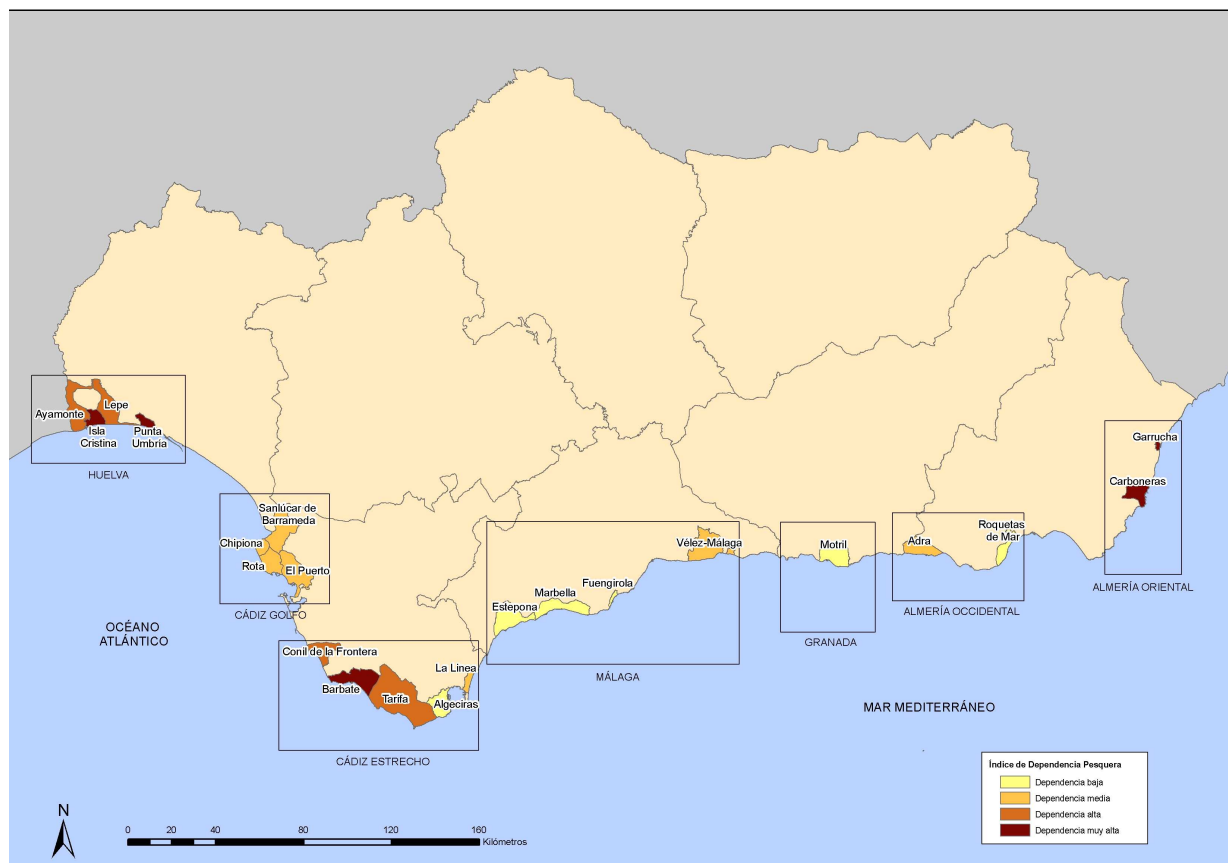 Ayamonte
Lepe
Isla
Cristina
Punta
Umbría
HUELVA
Sanlúcar de
Barrameda
Chipiona
Rota
El Puerto
CÁDIZ GOLFO
OCÉANO
ATLÁNTICO
Conil de la Frontera
La Linea
Barbate
Tarifa
Algeciras
CÁDIZ ESTRECHO
Vélez-Málaga
Fuengirola
Marbella
Estepona
MÁLAGA
Motril
GRANADA
Adra
Roquetas
de Mar
ALMERÍA OCCIDENTAL
Garrucha
Carboneras
ALMERÍA ORIENTAL
MAR MEDITERRÁNEO
Índice de Dependencia Pesquera
Dependencia baja
Dependencia media
Dependencia alta
Dependencia muy alta
N
0 20 40 80 120 160
Kilómetros